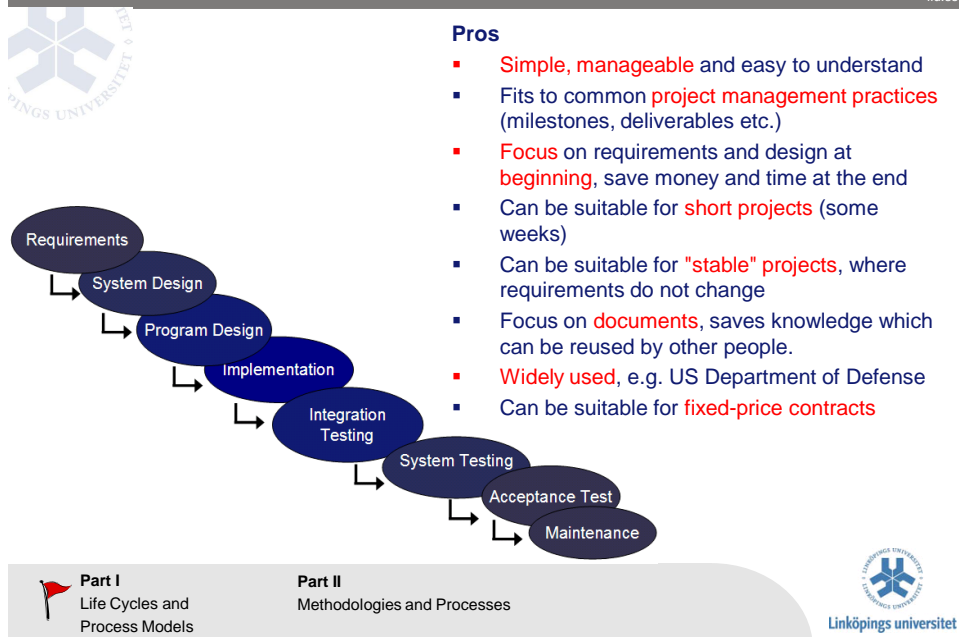 Pros
Simple, manageable and easy to understand
Fits to common project management practices
(milestones, deliverables etc.)
Focus on requirements and design at
beginning, save money and time at the end
Can be suitable for short projects (some
weeks)
Can be suitable for "stable" projects, where
requirements do not change
Focus on documents, saves knowledge which
can be reused by other people.
Widely used, e.g. US Department of Defense
Can be suitable for fixed-price contracts
Requirements
System Design
Program Design
Implementation
Integration
Testing
System Testing
Acceptance Test
Maintenance
Part I
Life Cycles and
Process Models
Part II
Methodologies and Processes
Linköpings universitet